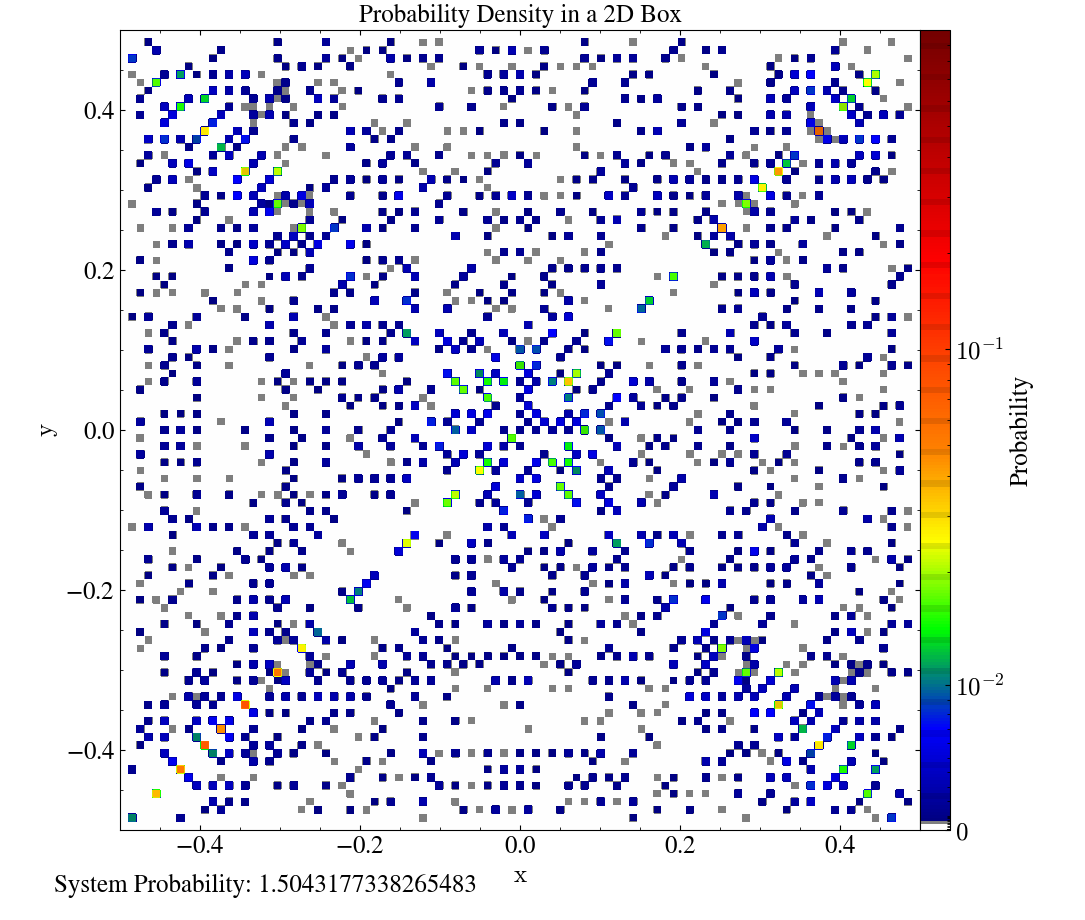 Probability Density in a 2D Box
0.4
0.2
0.0
−0.2
−0.4
y
−0.4 −0.2 0.0 0.2 0.4
x
10−1
10−2
0
Probability
System Probability: 1.5043177338265483